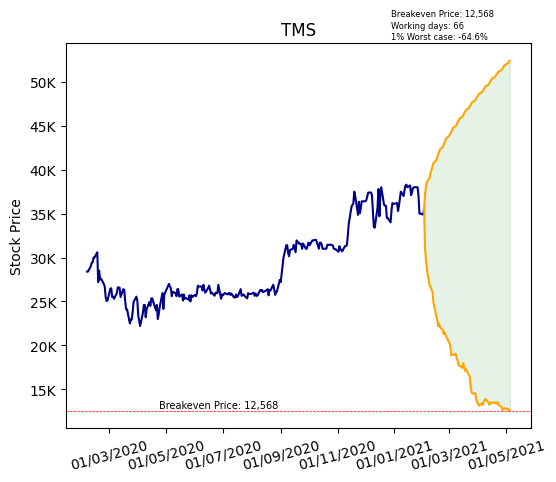 Breakeven Price: 12,568
Working days: 66
1% Worst case: -64.6%
TMS
Stock Price
50K
45K
40K
35K
30K
25K
20K
15K
Breakeven Price: 12,568
01/03/2020
01/05/2020
01/07/2020
01/09/2020
01/11/2020
01/01/2021
01/03/2021
01/05/2021